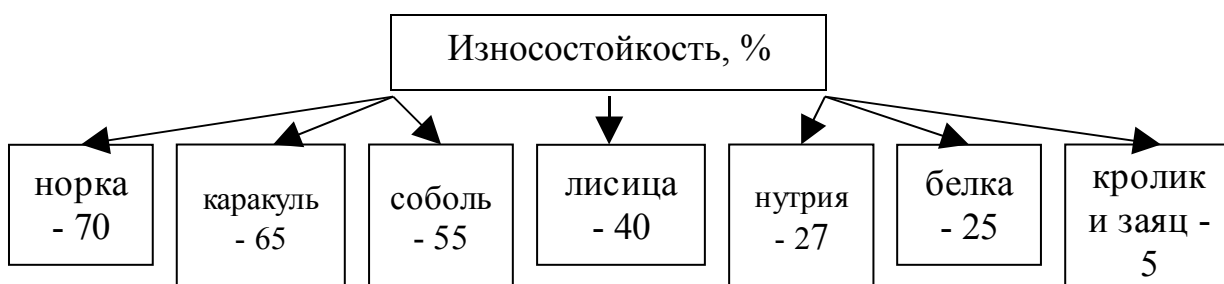 Износостойкость, %
норка
- 70
каракуль
- 65
соболь
- 55
лисица
- 40
нутрия
- 27
белка
- 25
кролик
и заяц -
5